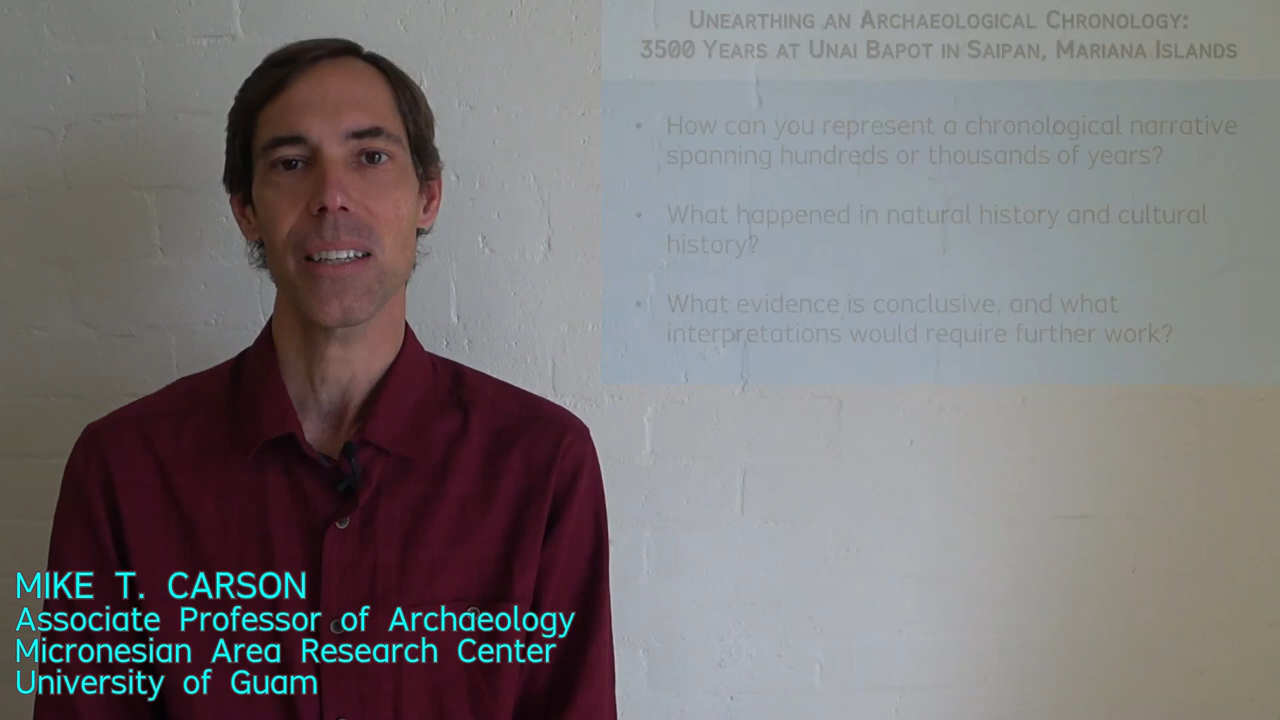 UNEARTHING AN ARCHAEOLOGICAL CHRONOLOGY:
3500 YEARS AT UNAI BAPOT IN SAIPAN, MARIANA ISLANDS
• How can you represent a chronological narrative
spanning hundreds or thousands of years?
• What happened in natural history and cultural
history?
• What evidence is conclusive, and what
interpretations would require further work?
MIKE T. CARSON
Associate Professor of Archaeology
Micronesian Area Research Center
University of Guam